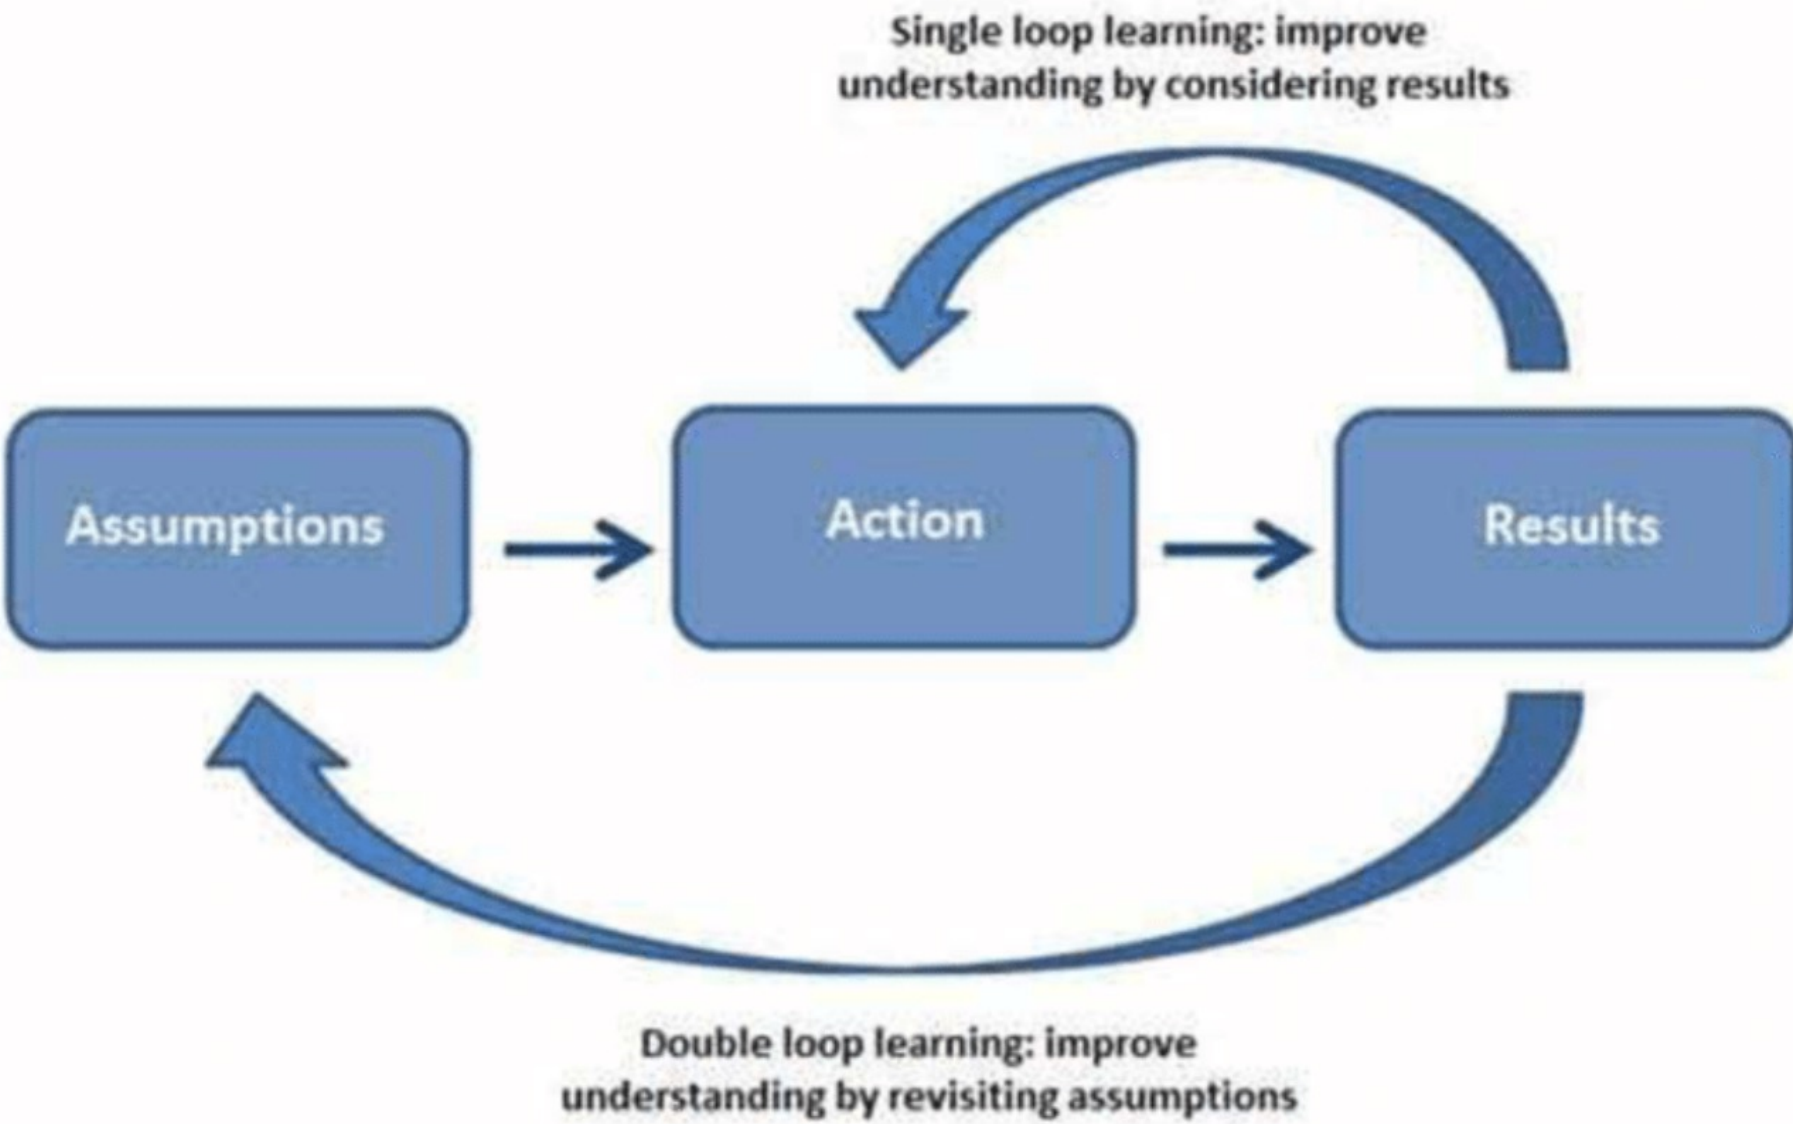 Single loop learning: improve
understanding by considering results
Assumptions
Action
Results
Double loop learning: improve
understanding by revisiting assumptions